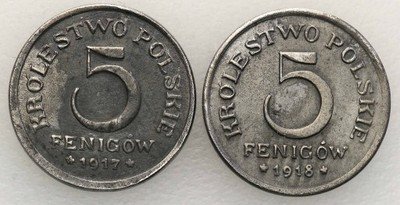 KRÓLESTWO POLSKIE
5
FENIGÓW
* 1917 *
KRÓLESTWO POLSKIE
5
FENIGÓW
* 1918 *